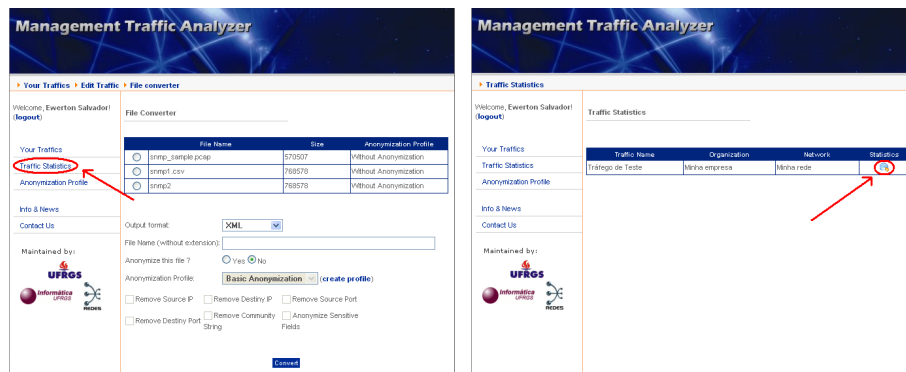 Management Traffic Analyzer
Your Traffics Edit Traffic File converter
Welcome, Ewerton Salvador!
(logout)
File Converter
Your Traffics
Traffic Statistics
Anonymization Profile
Info & News
Contact Us
Maintained by:
UFRGS
Informática
UFRGS
REDES
File Name Size Anonymization Profile
snmp_sample.pcap 570507 Without Anonymization
snmp1.csv 768578 Without Anonymization
snmp2 768578 Without Anonymization
Output format: XML
File Name (without extension):
Anonymize this file ? Yes No
Anonymization Profile: Basic Anonymization (create profile)
Remove Source IP Remove Destiny IP Remove Source Port
Remove Destiny Port Remove Community String Anonymize Sensitive Fields
Convert
Management Traffic Analyzer
Traffic Statistics
Welcome, Ewerton Salvador!
(logout)
Traffic Statistics
Your Traffics
Traffic Statistics
Anonymization Profile
Info & News
Contact Us
Maintained by:
UFRGS
Informática
UFRGS
REDES
Traffic Name Organization Network Statistics
Tráfego de Teste Minha empresa Minha rede